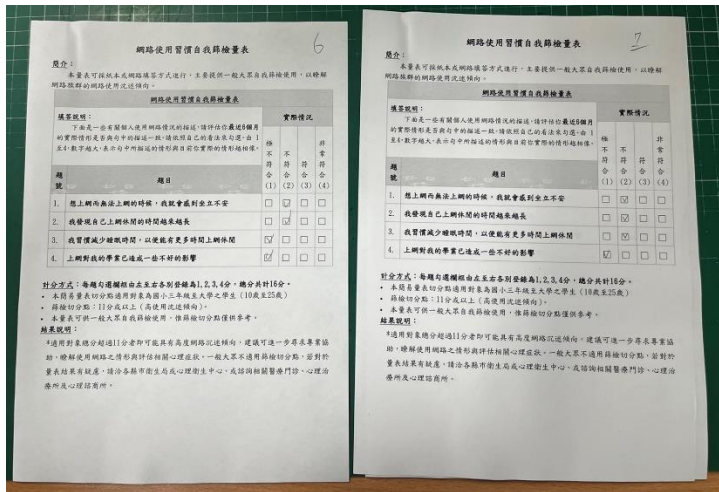 6
網路使用習慣自我篩檢量表
簡介：
本量表可採紙本或網路填答方式進行，主要提供一般大眾自我篩檢使用，以瞭解
網路族群的網路使用沈迷傾向。
網路使用習慣自我篩檢量表
填答說明：
下面是一些有關個人使用網路情況的描述，請評估你最近6個月
的實際情形是否與句中的描述一致，請依照自己的看法來勾選，由 1
至4，數字越大，表示句中所描述的情形與目前你實際的情形越相像。
實際情況
題號
題目
極不符合(1)
不符合(2)
符合(3)
非常符合(4)
1. 想上網而無法上網的時候，我就會感到坐立不安 □ ☑ □ □
2. 我發現自己上網休閒的時間越來越長 □ ☑ □ □
3. 我習慣減少睡眠時間，以便能有更多時間上網休閒 ☑ □ □ □
4. 上網對我的學業已造成一些不好的影響 ☑ □ □ □
計分方式：每題勾選欄框由左至右各別登錄為1,2,3,4分，總分共計16分。
• 本簡易量表切分點適用對象為國小三年級至大學之學生（10歲至25歲）
• 篩檢切分點：11分或以上（高使用沈迷傾向）。
• 本量表可供一般大眾自我篩檢使用，惟篩檢切分點僅供參考。
結果說明：
*適用對象總分超過11分者即可能具有高度網路沉迷傾向，建議可進一步尋求專業協
助，瞭解使用網路之情形與評估相關心理症狀。一般大眾不適用篩檢切分點，若對於
量表結果有疑慮，請洽各縣市衛生局或心理衛生中心，或諮詢相關醫療門診、心理治
療所及心理諮商所。
7
網路使用習慣自我篩檢量表
簡介：
本量表可採紙本或網路填答方式進行，主要提供一般大眾自我篩檢使用，以瞭解
網路族群的網路使用沈迷傾向。
網路使用習慣自我篩檢量表
填答說明：
下面是一些有關個人使用網路情況的描述，請評估你最近6個月
的實際情形是否與句中的描述一致，請依照自己的看法來勾選，由 1
至4，數字越大，表示句中所描述的情形與目前你實際的情形越相像。
實際情況
題號
題目
極不符合(1)
不符合(2)
符合(3)
非常符合(4)
1. 想上網而無法上網的時候，我就會感到坐立不安 □ ☑ □ □
2. 我發現自己上網休閒的時間越來越長 □ ☑ □ □
3. 我習慣減少睡眠時間，以便能有更多時間上網休閒 □ ☑ □ □
4. 上網對我的學業已造成一些不好的影響 ☑ □ □ □
計分方式：每題勾選欄框由左至右各別登錄為1,2,3,4分，總分共計16分。
• 本簡易量表切分點適用對象為國小三年級至大學之學生（10歲至25歲）
• 篩檢切分點：11分或以上（高使用沈迷傾向）。
• 本量表可供一般大眾自我篩檢使用，惟篩檢切分點僅供參考。
結果說明：
*適用對象總分超過11分者即可能具有高度網路沉迷傾向，建議可進一步尋求專業協
助，瞭解使用網路之情形與評估相關心理症狀。一般大眾不適用篩檢切分點，若對於
量表結果有疑慮，請洽各縣市衛生局或心理衛生中心，或諮詢相關醫療門診、心理治
療所及心理諮商所。